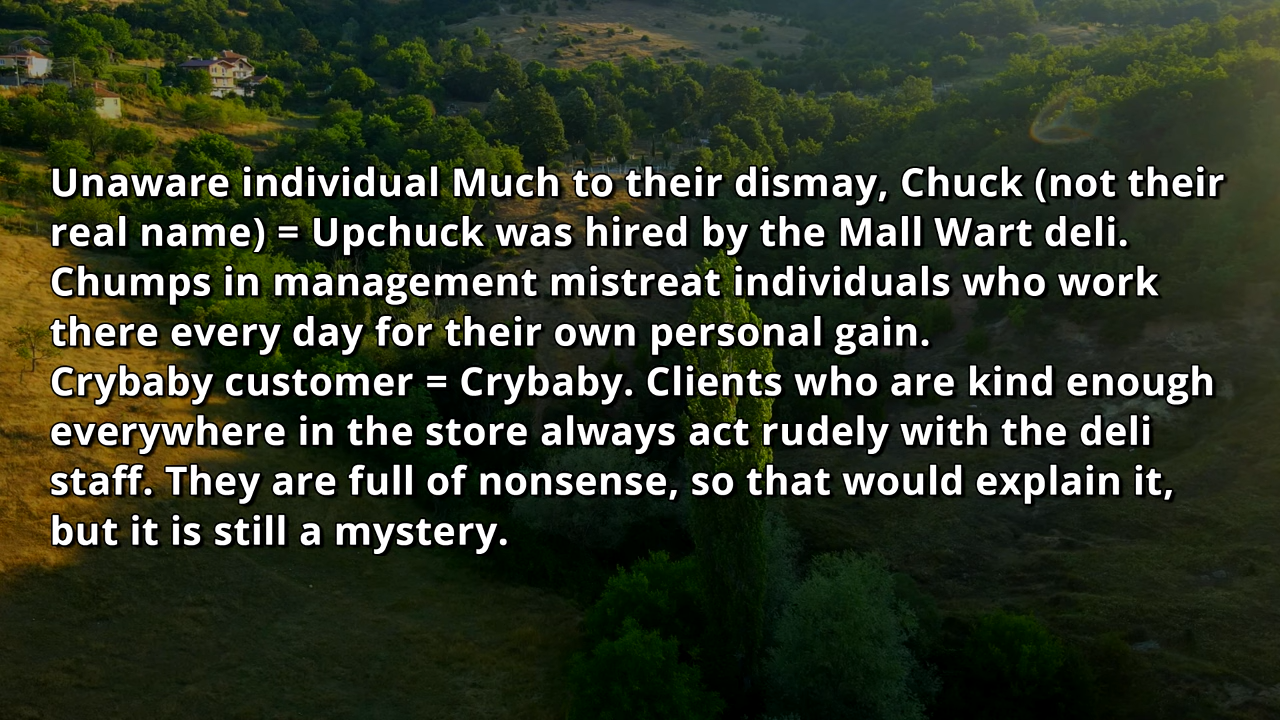 Unaware individual Much to their dismay, Chuck (not their
real name) = Upchuck was hired by the Mall Wart deli.
Chumps in management mistreat individuals who work
there every day for their own personal gain.
Crybaby customer = Crybaby. Clients who are kind enough
everywhere in the store always act rudely with the deli
staff. They are full of nonsense, so that would explain it,
but it is still a mystery.